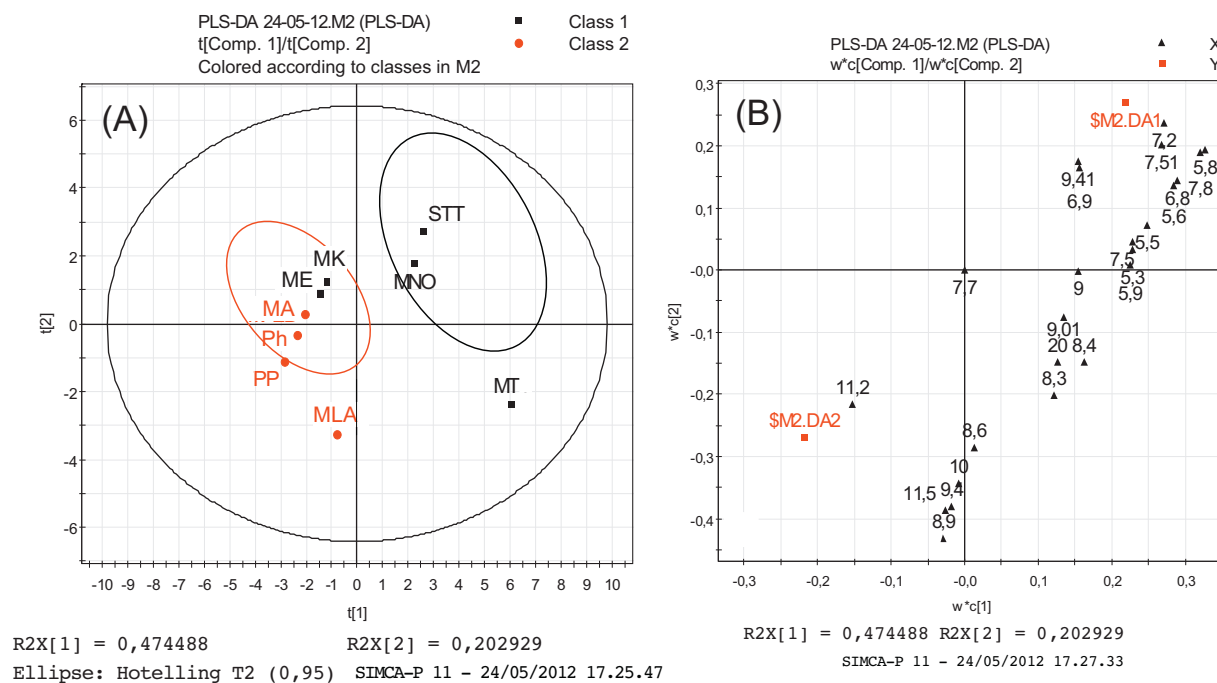 PLS-DA 24-05-12.M2 (PLS-DA)
t[Comp. 1]/t[Comp. 2]
Colored according to classes in M2
Class 1
Class 2
(A)
6
4
2
0
-2
-4
-6
t[2]
STT
MNO
MK
ME
MA
Ph
PP
MLA
MT
-10 -9 -8 -7 -6 -5 -4 -3 -2 -1 0 1 2 3 4 5 6 7 8 9 10
t[1]
R2X[1] = 0,474488 R2X[2] = 0,202929
Ellipse: Hotelling T2 (0,95) SIMCA-P 11 - 24/05/2012 17.25.47
PLS-DA 24-05-12.M2 (PLS-DA)
w*c[Comp. 1]/w*c[Comp. 2]
X
Y
(B)
0,3
0,2
0,1
-0,0
-0,1
-0,2
-0,3
-0,4
w*c[2]
$M2.DA1
7,2
7,51
5,8
9,41
7,8
6,9
6,8
5,6
5,5
7,5
5,3
5,9
7,7
9
9,01
20
8,4
8,3
11,2
$M2.DA2
8,6
10
11,5
9,4
8,9
-0,3 -0,2 -0,1 -0,0 0,1 0,2 0,3
w*c[1]
R2X[1] = 0,474488 R2X[2] = 0,202929
SIMCA-P 11 - 24/05/2012 17.27.33